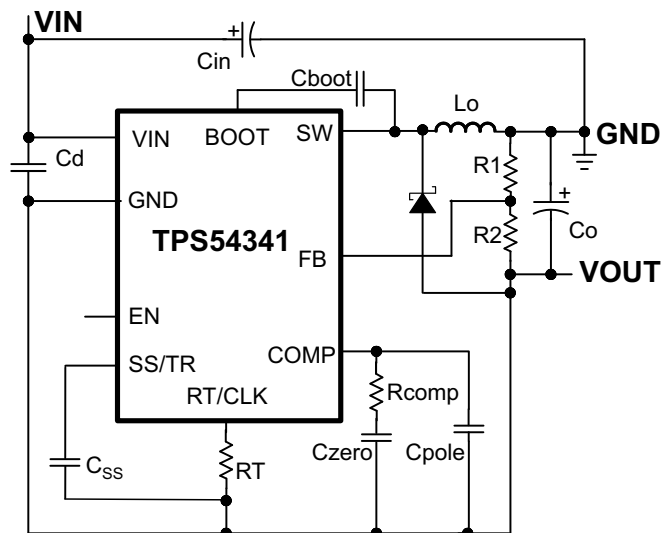 VIN
+
Cin
Cboot
Lo
VIN
BOOT
SW
GND
Cd
R1
GND
+
TPS54341
R2
Co
FB
VOUT
EN
COMP
SS/TR
RT/CLK
Rcomp
Czero
Cpole
CSS
RT